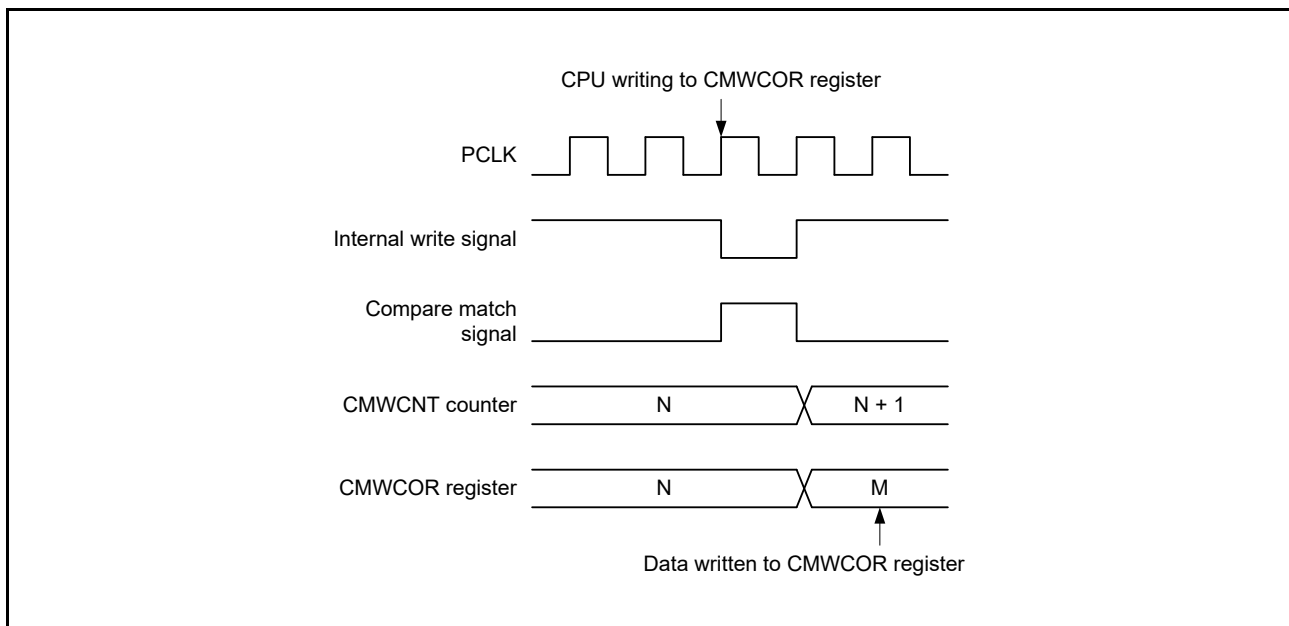 CPU writing to CMWCOR register
PCLK
Internal write signal
Compare match
signal
CMWCNT counter
N
N + 1
CMWCOR register
N
M
Data written to CMWCOR register